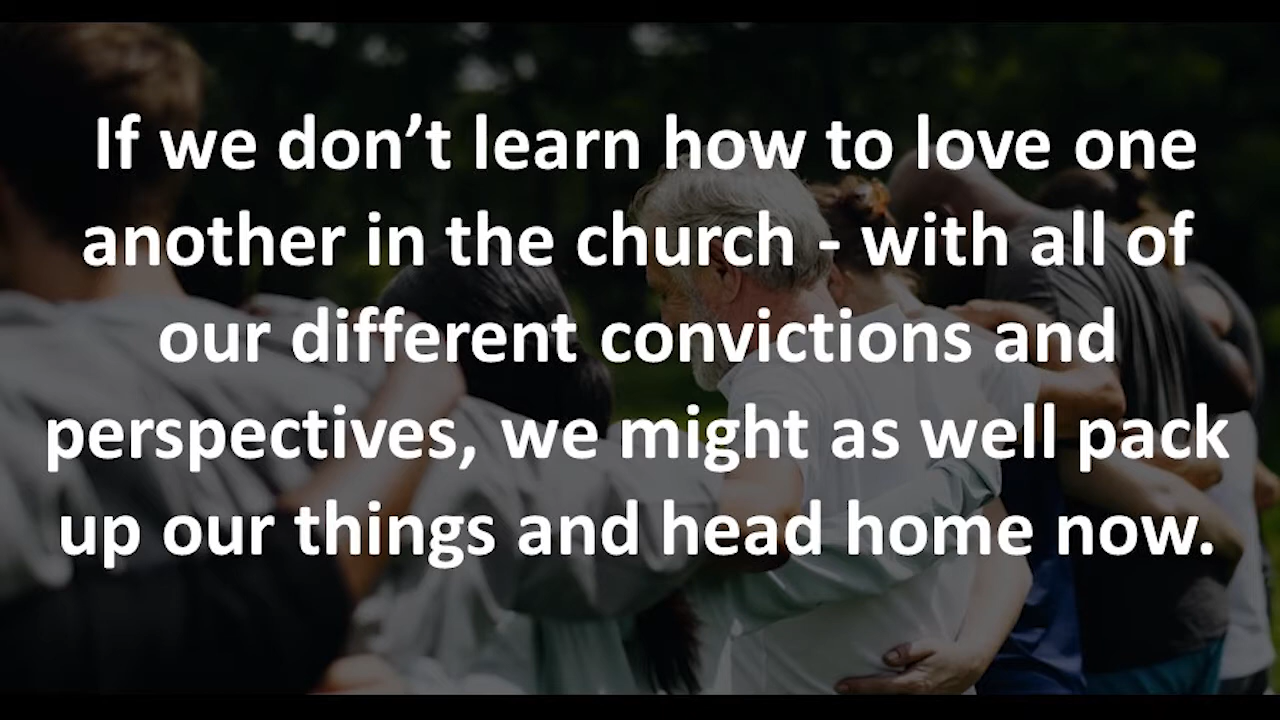 If we don’t learn how to love one
another in the church - with all of
our different convictions and
perspectives, we might as well pack
up our things and head home now.